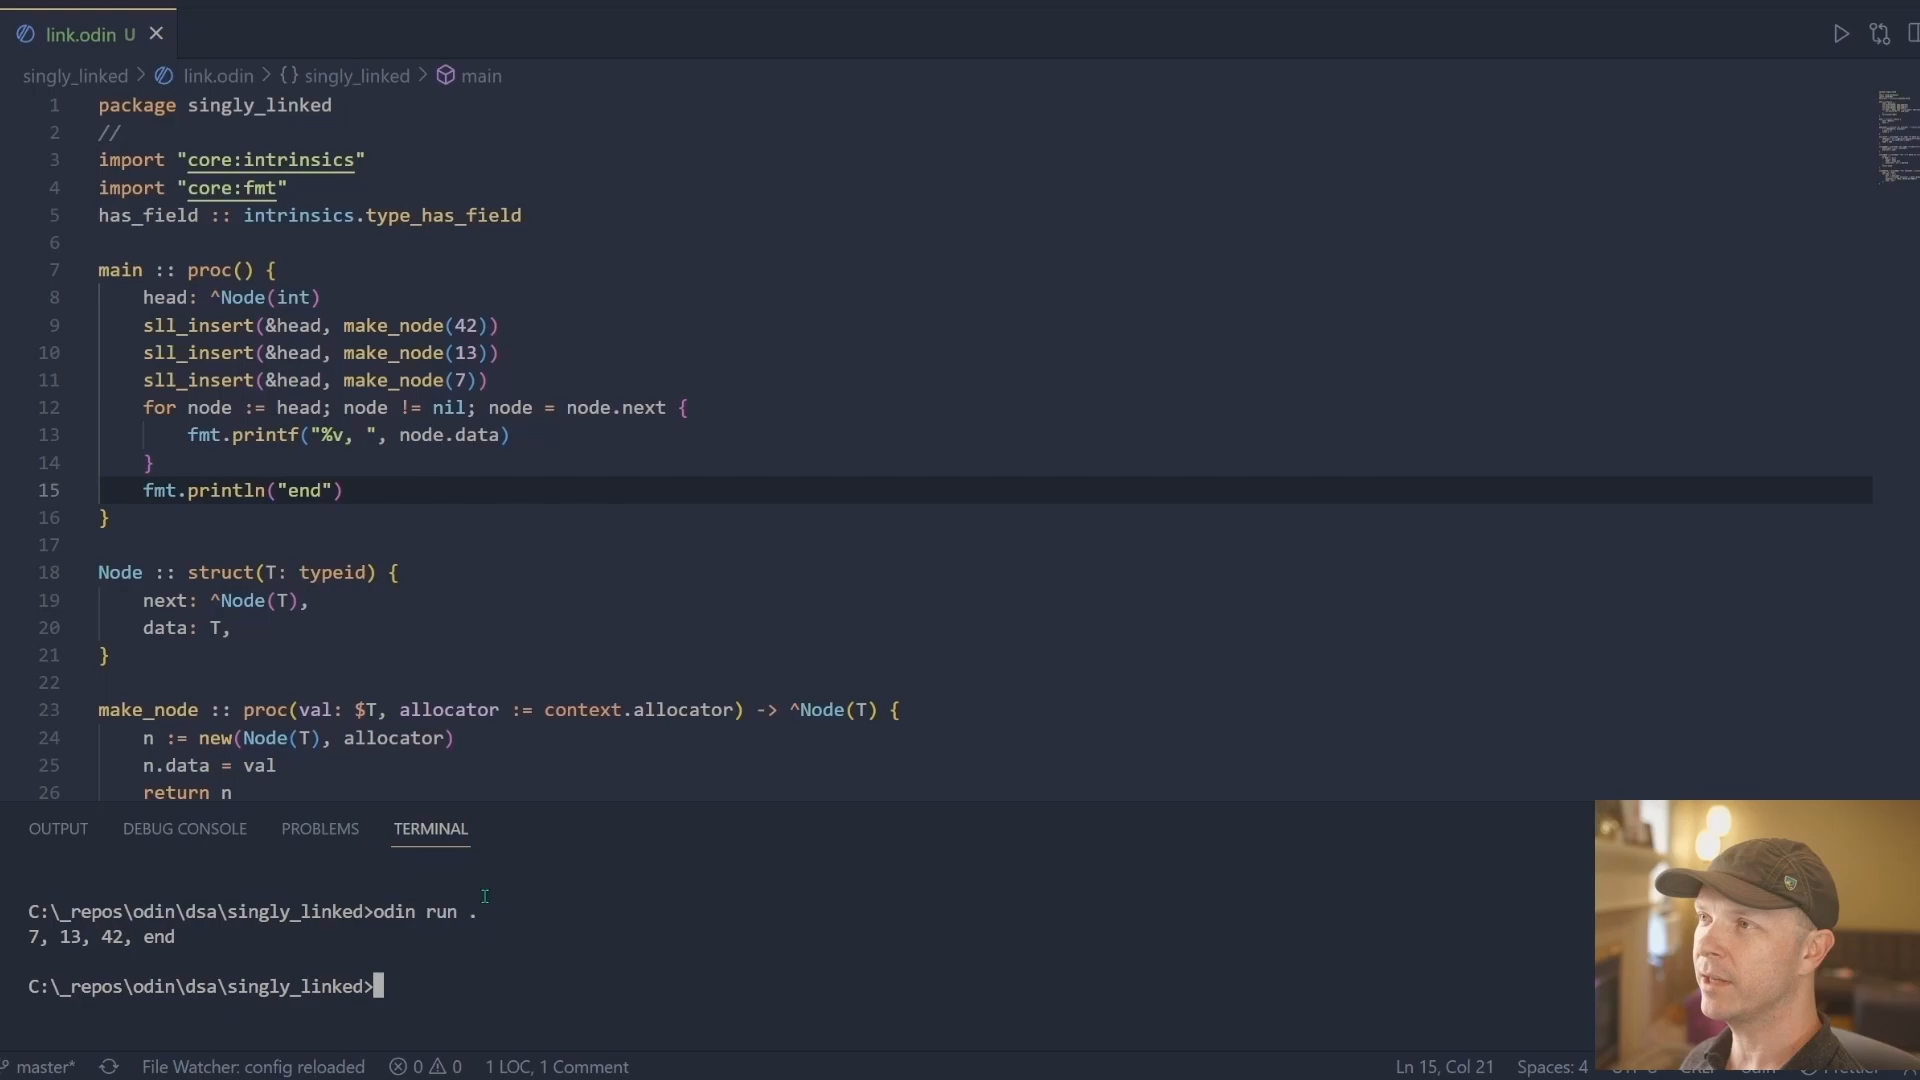 link.odin U
singly_linked > link.odin > {} singly_linked > main
1 package singly_linked
2 //
3 import "core:intrinsics"
4 import "core:fmt"
5 has_field :: intrinsics.type_has_field
6
7 main :: proc() {
8 head: ^Node(int)
9 sll_insert(&head, make_node(42))
10 sll_insert(&head, make_node(13))
11 sll_insert(&head, make_node(7))
12 for node := head; node != nil; node = node.next {
13 fmt.printf("%v, ", node.data)
14 }
15 fmt.println("end")
16 }
17
18 Node :: struct(T: typeid) {
19 next: ^Node(T),
20 data: T,
21 }
22
23 make_node :: proc(val: $T, allocator := context.allocator) -> ^Node(T) {
24 n := new(Node(T), allocator)
25 n.data = val
26 return n
OUTPUT DEBUG CONSOLE PROBLEMS TERMINAL
C:\_repos\odin\dsa\singly_linked>odin run .
7, 13, 42, end
C:\_repos\odin\dsa\singly_linked>
master* File Watcher: config reloaded 0 0 1 LOC, 1 Comment Ln 15, Col 21 Spaces: 4